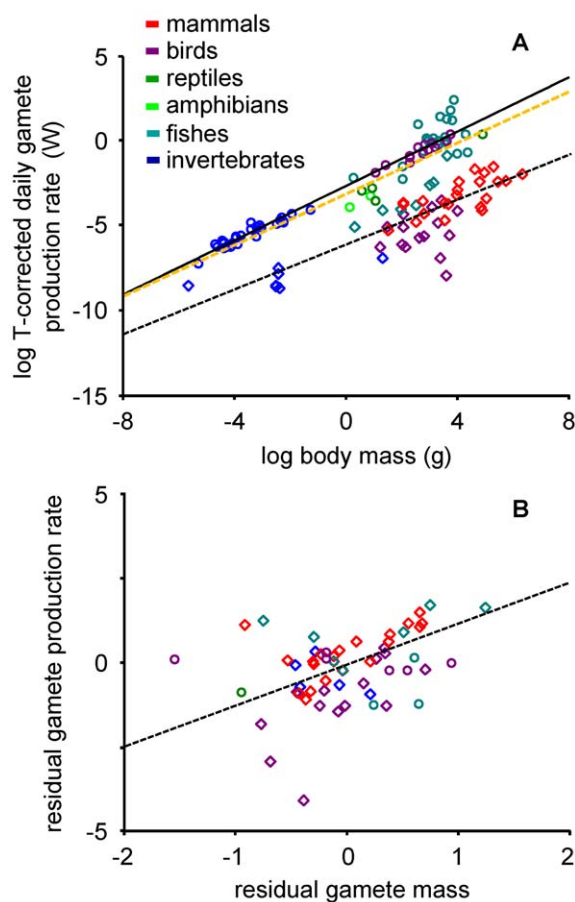 A
mammals
birds
reptiles
amphibians
fishes
invertebrates
log T-corrected daily gamete
production rate (W)
5
0
-5
-10
-15
-8
-4
0
4
8
log body mass (g)
B
residual gamete production rate
5
0
-5
-2
-1
0
1
2
residual gamete mass